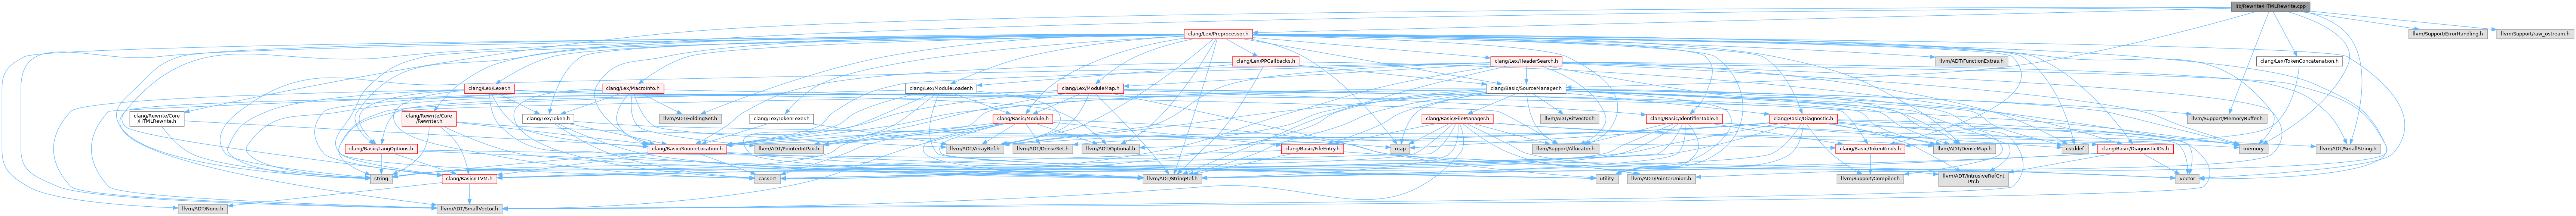 lib/Rewrite/HTMLRewrite.cpp
clang/Lex/Preprocessor.h
llvm/Support/ErrorHandling.h
llvm/Support/raw_ostream.h
clang/Lex/PPCallbacks.h
clang/Lex/HeaderSearch.h
llvm/ADT/FunctionExtras.h
clang/Lex/TokenConcatenation.h
clang/Lex/Lexer.h
clang/Lex/MacroInfo.h
clang/Lex/ModuleLoader.h
clang/Lex/ModuleMap.h
clang/Basic/SourceManager.h
clang/Rewrite/Core
/HTMLRewrite.h
clang/Rewrite/Core
/Rewriter.h
clang/Lex/Token.h
llvm/ADT/FoldingSet.h
clang/Lex/TokenLexer.h
clang/Basic/Module.h
clang/Basic/FileManager.h
llvm/ADT/BitVector.h
clang/Basic/IdentifierTable.h
clang/Basic/Diagnostic.h
llvm/Support/MemoryBuffer.h
clang/Basic/LangOptions.h
clang/Basic/SourceLocation.h
llvm/ADT/PointerIntPair.h
llvm/ADT/ArrayRef.h
llvm/ADT/DenseSet.h
llvm/ADT/Optional.h
clang/Basic/FileEntry.h
map
llvm/Support/Allocator.h
clang/Basic/TokenKinds.h
llvm/ADT/DenseMap.h
cstddef
clang/Basic/DiagnosticIDs.h
memory
llvm/ADT/SmallString.h
string
clang/Basic/LLVM.h
cassert
llvm/ADT/StringRef.h
utility
llvm/ADT/PointerUnion.h
llvm/Support/Compiler.h
llvm/ADT/IntrusiveRefCnt
Ptr.h
vector
llvm/ADT/None.h
llvm/ADT/SmallVector.h